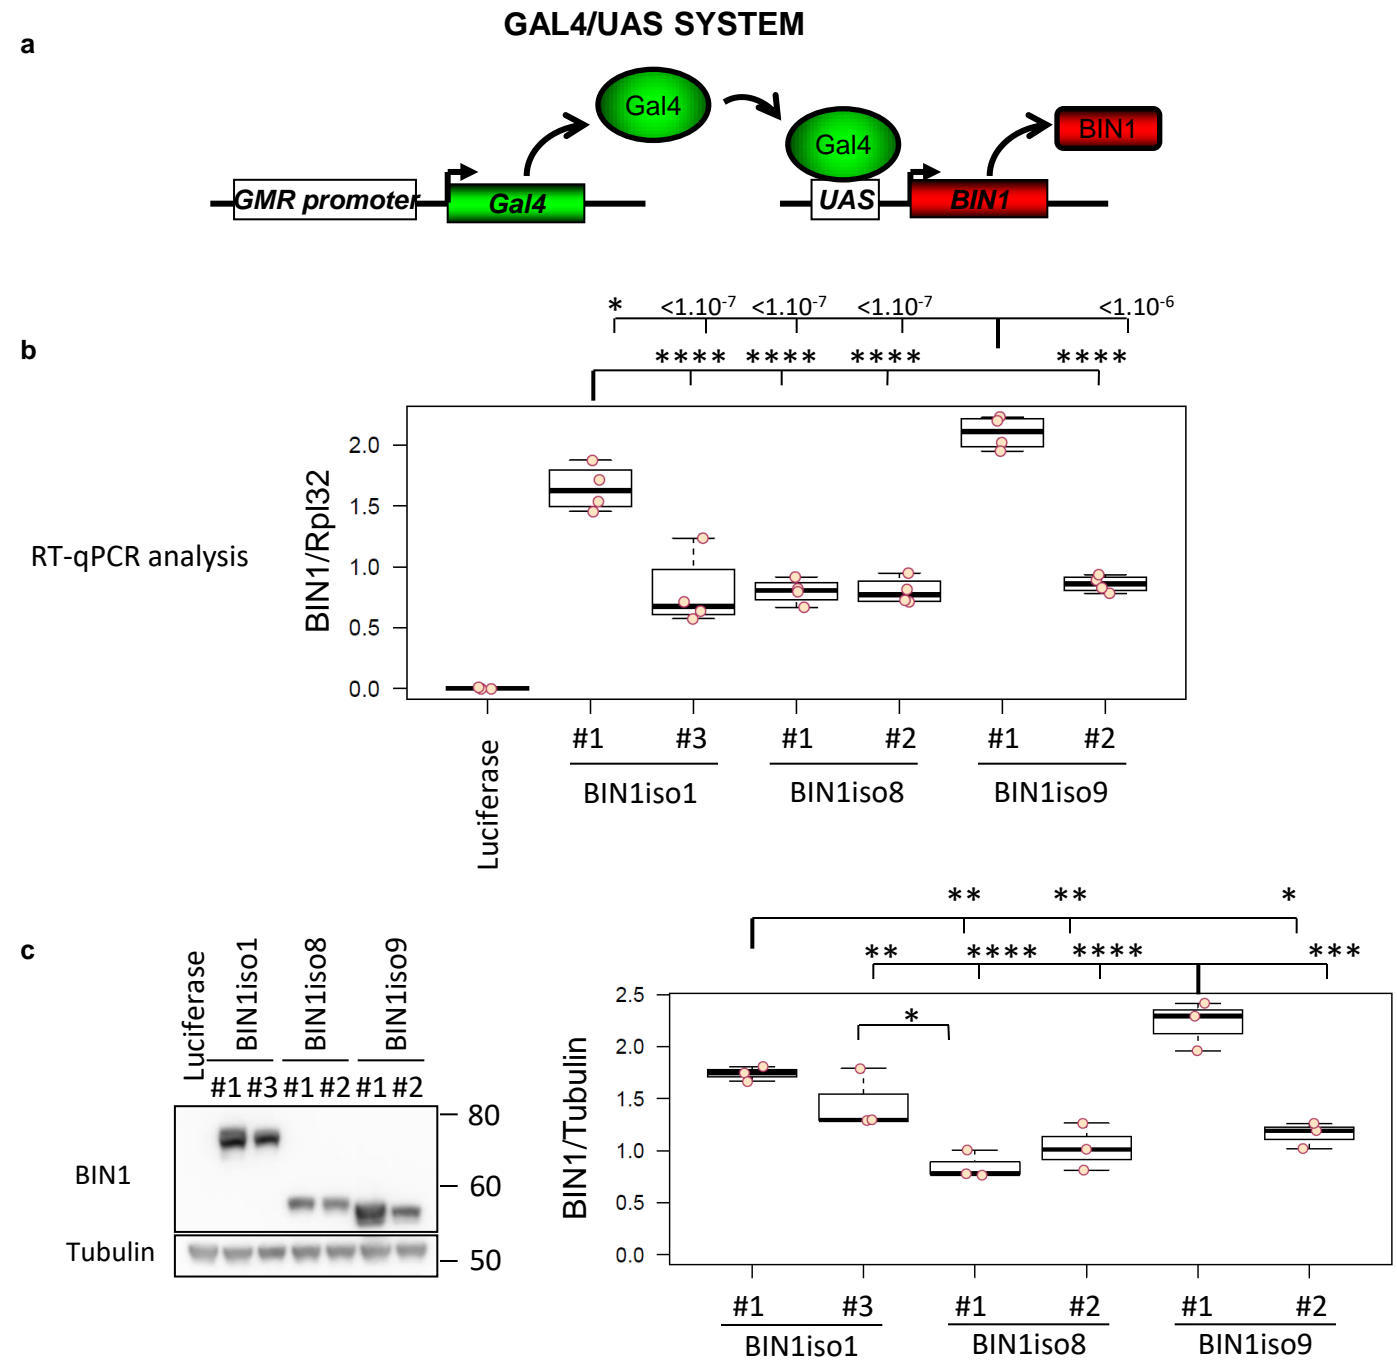 GAL4/UAS SYSTEM
a
Gal4
Gal4
BIN1
GMR promoter
Gal4
UAS
BIN1
* <1.10-7 <1.10-7 <1.10-7 <1.10-6
b
**** **** **** ****
RT-qPCR analysis
BIN1/Rpl32
2.0
1.5
1.0
0.5
0.0
Luciferase
#1 #3 #1 #2 #1 #2
BIN1iso1 BIN1iso8 BIN1iso9
c
Luciferase
BIN1iso1
BIN1iso8
BIN1iso9
#1 #3 #1 #2 #1 #2
80
BIN1
60
Tubulin
50
** ** *
** **** **** ***
*
BIN1/Tubulin
2.5
2.0
1.5
1.0
0.5
0.0
#1 #3 #1 #2 #1 #2
BIN1iso1 BIN1iso8 BIN1iso9